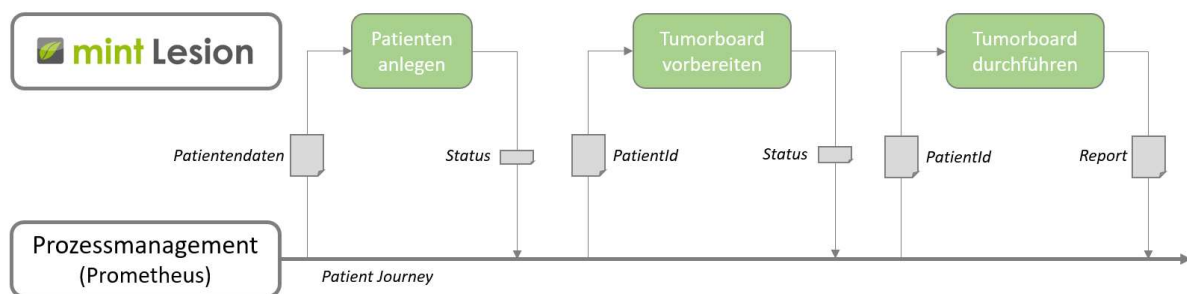 mint Lesion
Patienten
anlegen
Tumorboard
vorbereiten
Tumorboard
durchführen
Patientendaten
Status
PatientId
Status
PatientId
Report
Prozessmanagement
(Prometheus)
Patient Journey